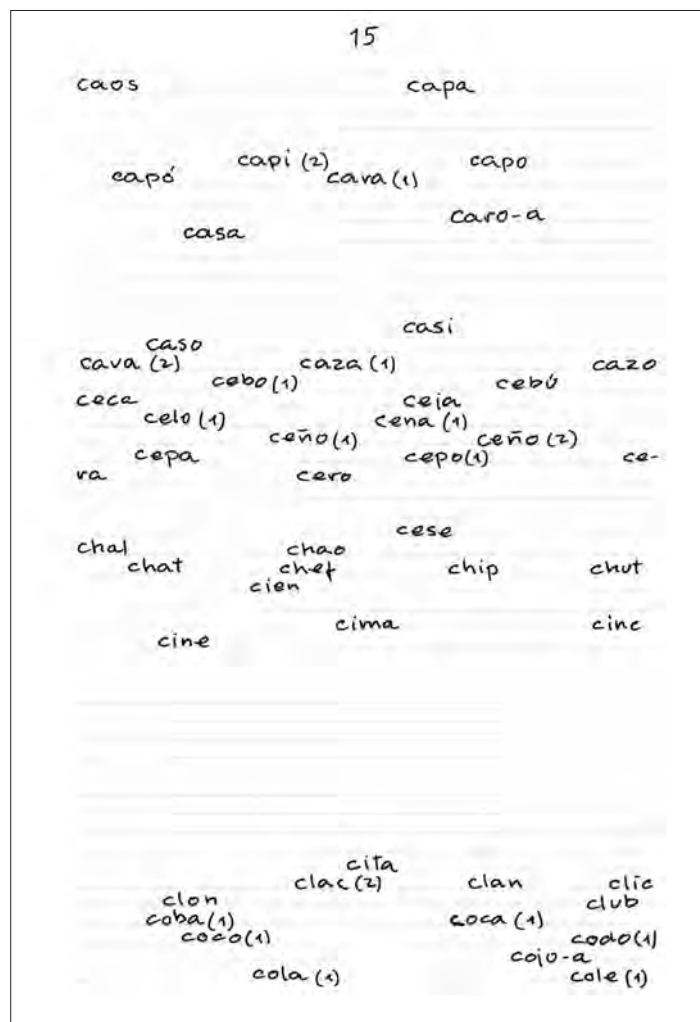 15
caos capa
capi (2) capo
capó cara (1)
caro-a
casa
casi
caso
cava (2) caza (1) cazo
cebo (1) cebú
ceca ceja
celo (1) cena (1)
ceño (1) ceño (2)
cepa cepo (1) ce-
ra cero
cese
chal chao
chat chef chip chut
cien
cima cinc
cine
cita
clac (2) clan clic
clon club
coba (1) coca (1)
coco (1) codo (1)
cojo-a
cola (1) cole (1)